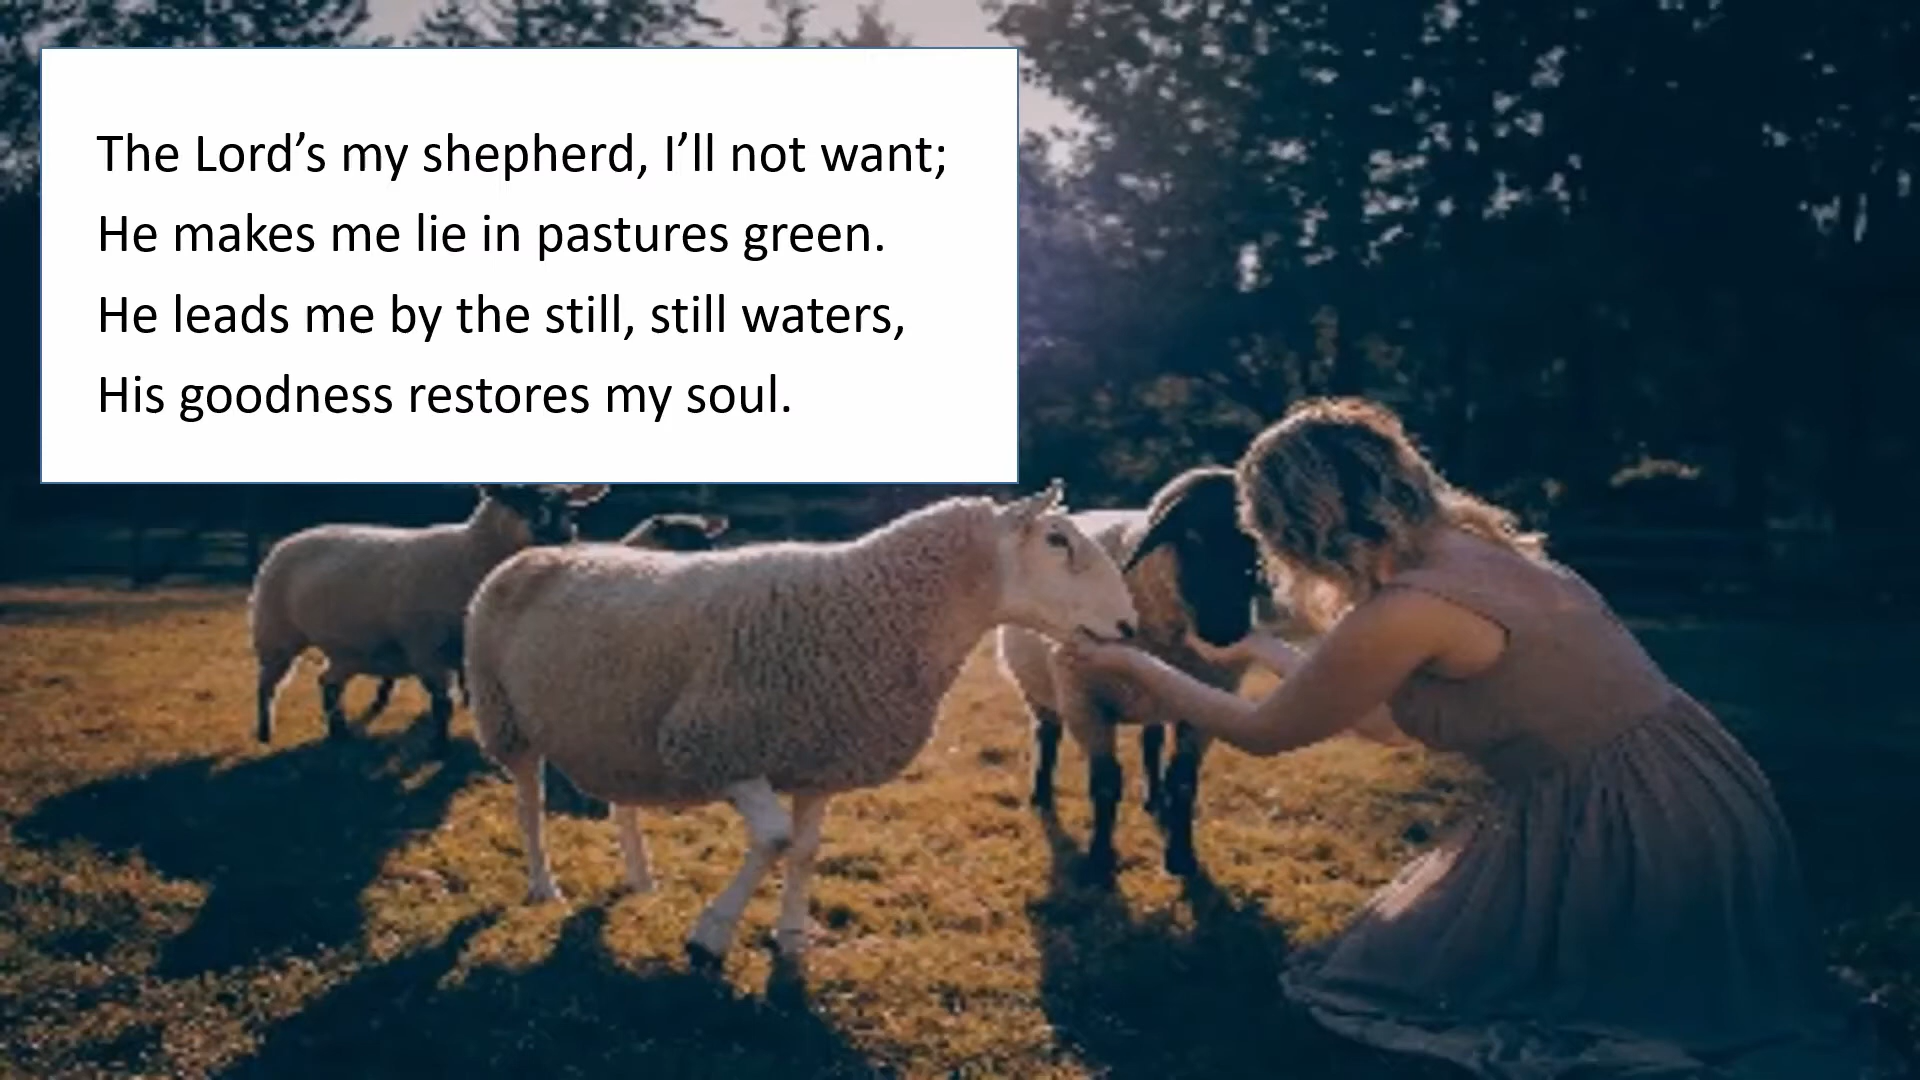 The Lord’s my shepherd, I’ll not want;
He makes me lie in pastures green.
He leads me by the still, still waters,
His goodness restores my soul.